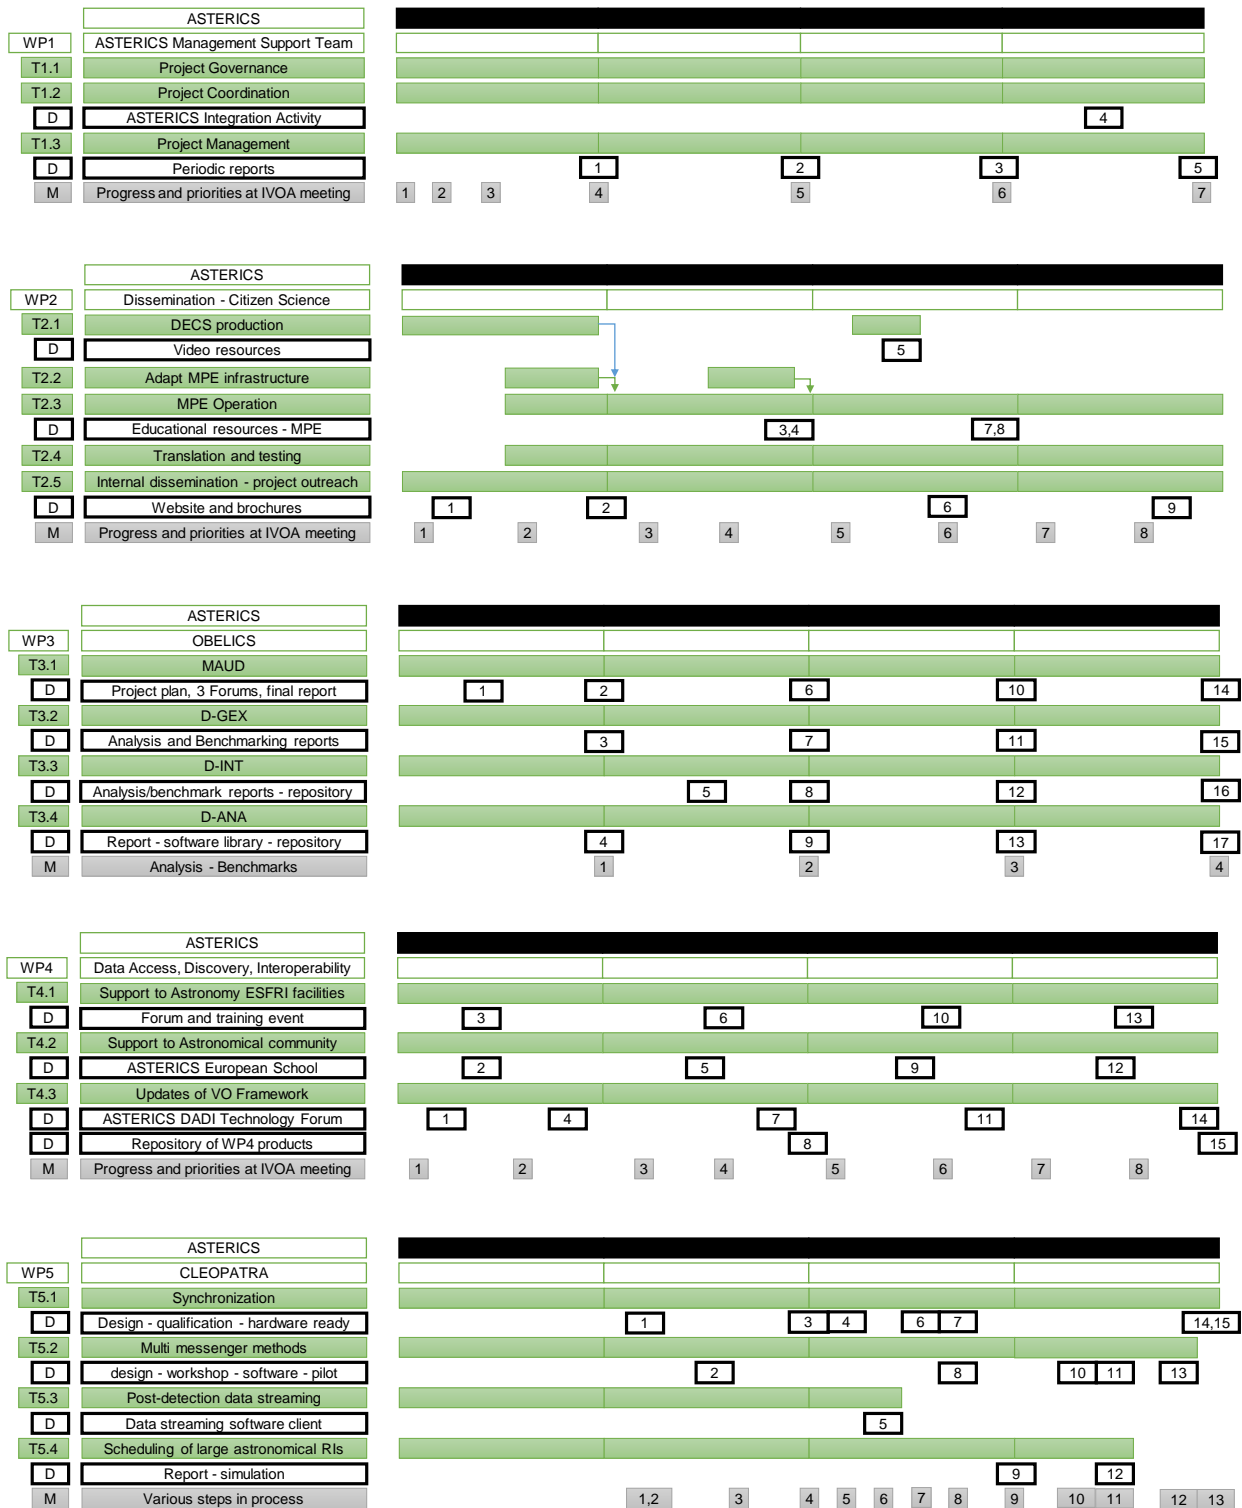 ASTERICS
WP1 ASTERICS Management Support Team
T1.1 Project Governance
T1.2 Project Coordination
D ASTERICS Integration Activity 4
T1.3 Project Management
D Periodic reports 1 2 3 5
M Progress and priorities at IVOA meeting 1 2 3 4 5 6 7
ASTERICS
WP2 Dissemination - Citizen Science
T2.1 DECS production
D Video resources 5
T2.2 Adapt MPE infrastructure
T2.3 MPE Operation
D Educational resources - MPE 3,4 7,8
T2.4 Translation and testing
T2.5 Internal dissemination - project outreach
D Website and brochures 1 2 6 9
M Progress and priorities at IVOA meeting 1 2 3 4 5 6 7 8
ASTERICS
WP3 OBELICS
T3.1 MAUD
D Project plan, 3 Forums, final report 1 2 6 10 14
T3.2 D-GEX
D Analysis and Benchmarking reports 3 7 11 15
T3.3 D-INT
D Analysis/benchmark reports - repository 5 8 12 16
T3.4 D-ANA
D Report - software library - repository 4 9 13 17
M Analysis - Benchmarks 1 2 3 4
ASTERICS
WP4 Data Access, Discovery, Interoperability
T4.1 Support to Astronomy ESFRI facilities
D Forum and training event 3 6 10 13
T4.2 Support to Astronomical community
D ASTERICS European School 2 5 9 12
T4.3 Updates of VO Framework
D ASTERICS DADI Technology Forum 1 4 7 11 14
D Repository of WP4 products 8 15
M Progress and priorities at IVOA meeting 1 2 3 4 5 6 7 8
ASTERICS
WP5 CLEOPATRA
T5.1 Synchronization
D Design - qualification - hardware ready 1 3 4 6 7 14,15
T5.2 Multi messenger methods
D design - workshop - software - pilot 2 8 10 11 13
T5.3 Post-detection data streaming
D Data streaming software client 5
T5.4 Scheduling of large astronomical RIs
D Report - simulation 9 12
M Various steps in process 1,2 3 4 5 6 7 8 9 10 11 12 13